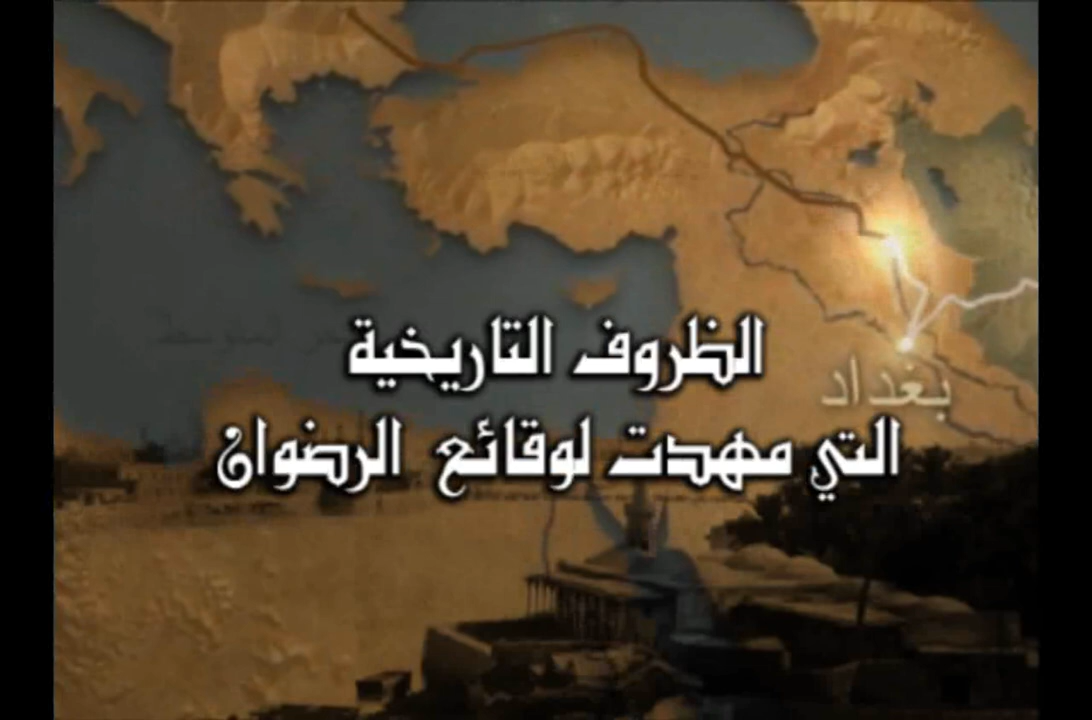 الظروف التاريخية
التي مهدت لوقائع الرضوان
بغداد